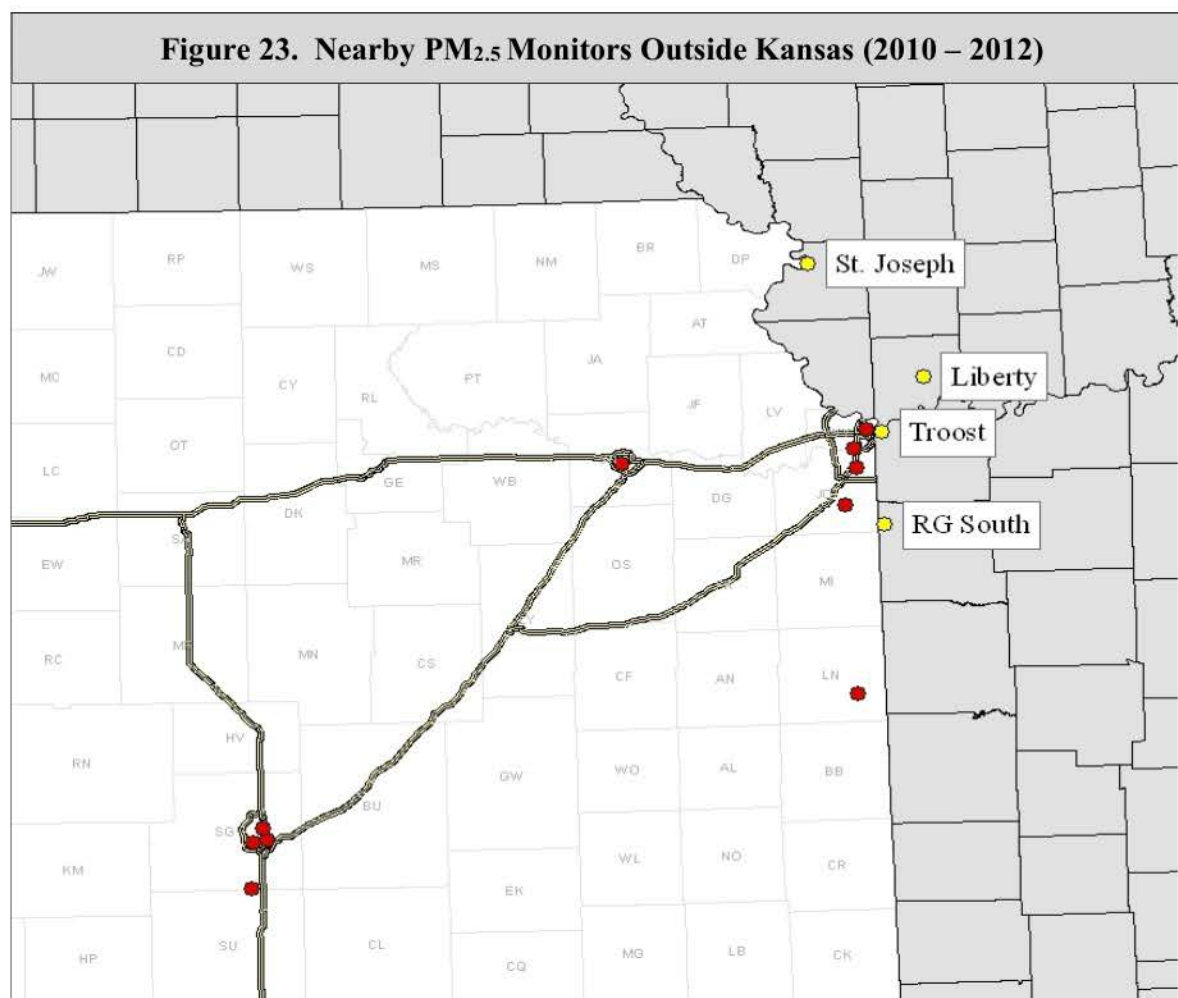 Figure 23. Nearby PM2.5 Monitors Outside Kansas (2010 – 2012)
JW
RP
WS
MS
NM
BR
DP
St. Joseph
MC
CD
CY
RL
PT
JA
AT
JF
LV
Liberty
Troost
LC
OT
GE
WB
DK
DG
JO
RG South
EW
SA
MR
OS
MI
RC
MN
CS
CF
AN
LN
RN
HV
GW
WO
AL
BB
SG
BU
KM
WL
NO
CR
EK
HP
SU
CL
CQ
MG
LB
CK